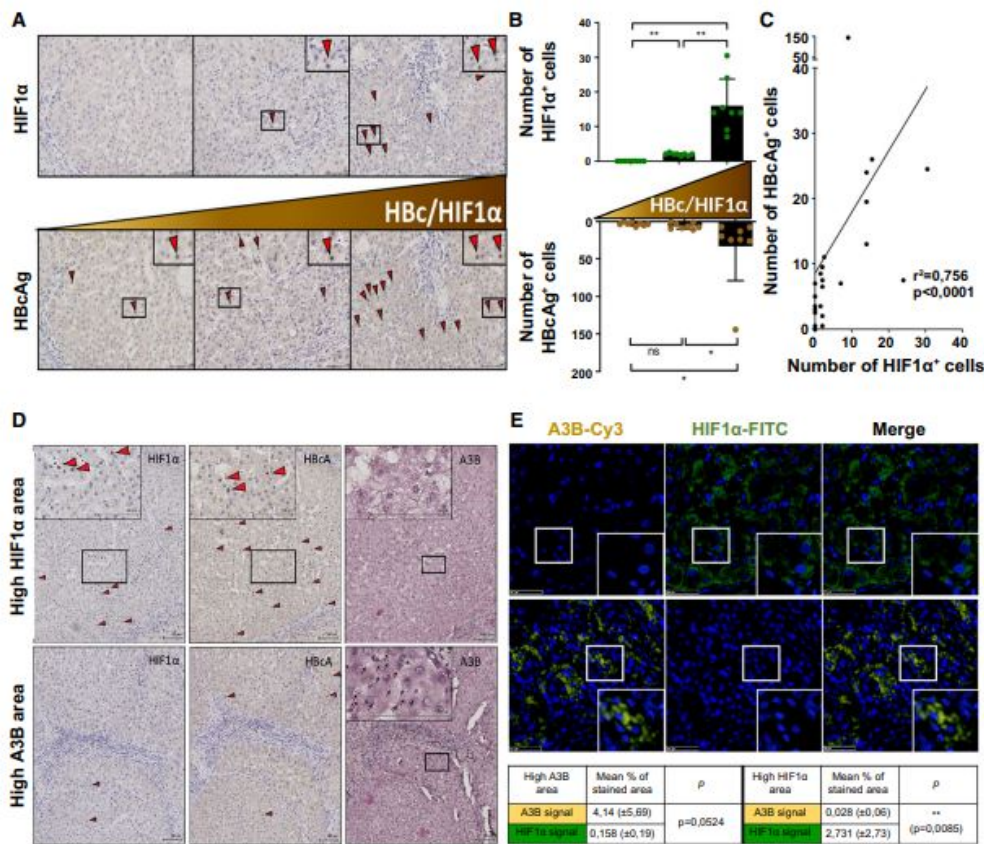 A
HIF1α
HBc/HIF1α
HBcAg
B
Number of
HIF1α⁺ cells
40
30
20
10
0
**
**
**
HBc/HIF1α
Number of
HBcAg⁺ cells
0
50
100
150
200
ns
*
*
C
Number of HBcAg⁺ cells
150
50
40
30
20
10
0
r²=0,756
p<0,0001
0
10
20
30
40
Number of HIF1α⁺ cells
D
High HIF1α area
HIF1α
HBcA
A3B
High A3B area
HIF1α
HBcA
A3B
E
A3B-Cy3
HIF1α-FITC
Merge
High A3B area
Mean % of stained area
p
A3B signal
4,14 (±5,69)
p=0,0524
HIF1α signal
0,158 (±0,19)
High HIF1α area
Mean % of stained area
p
A3B signal
0,028 (±0,06)
**
(p=0,0085)
HIF1α signal
2,731 (±2,73)